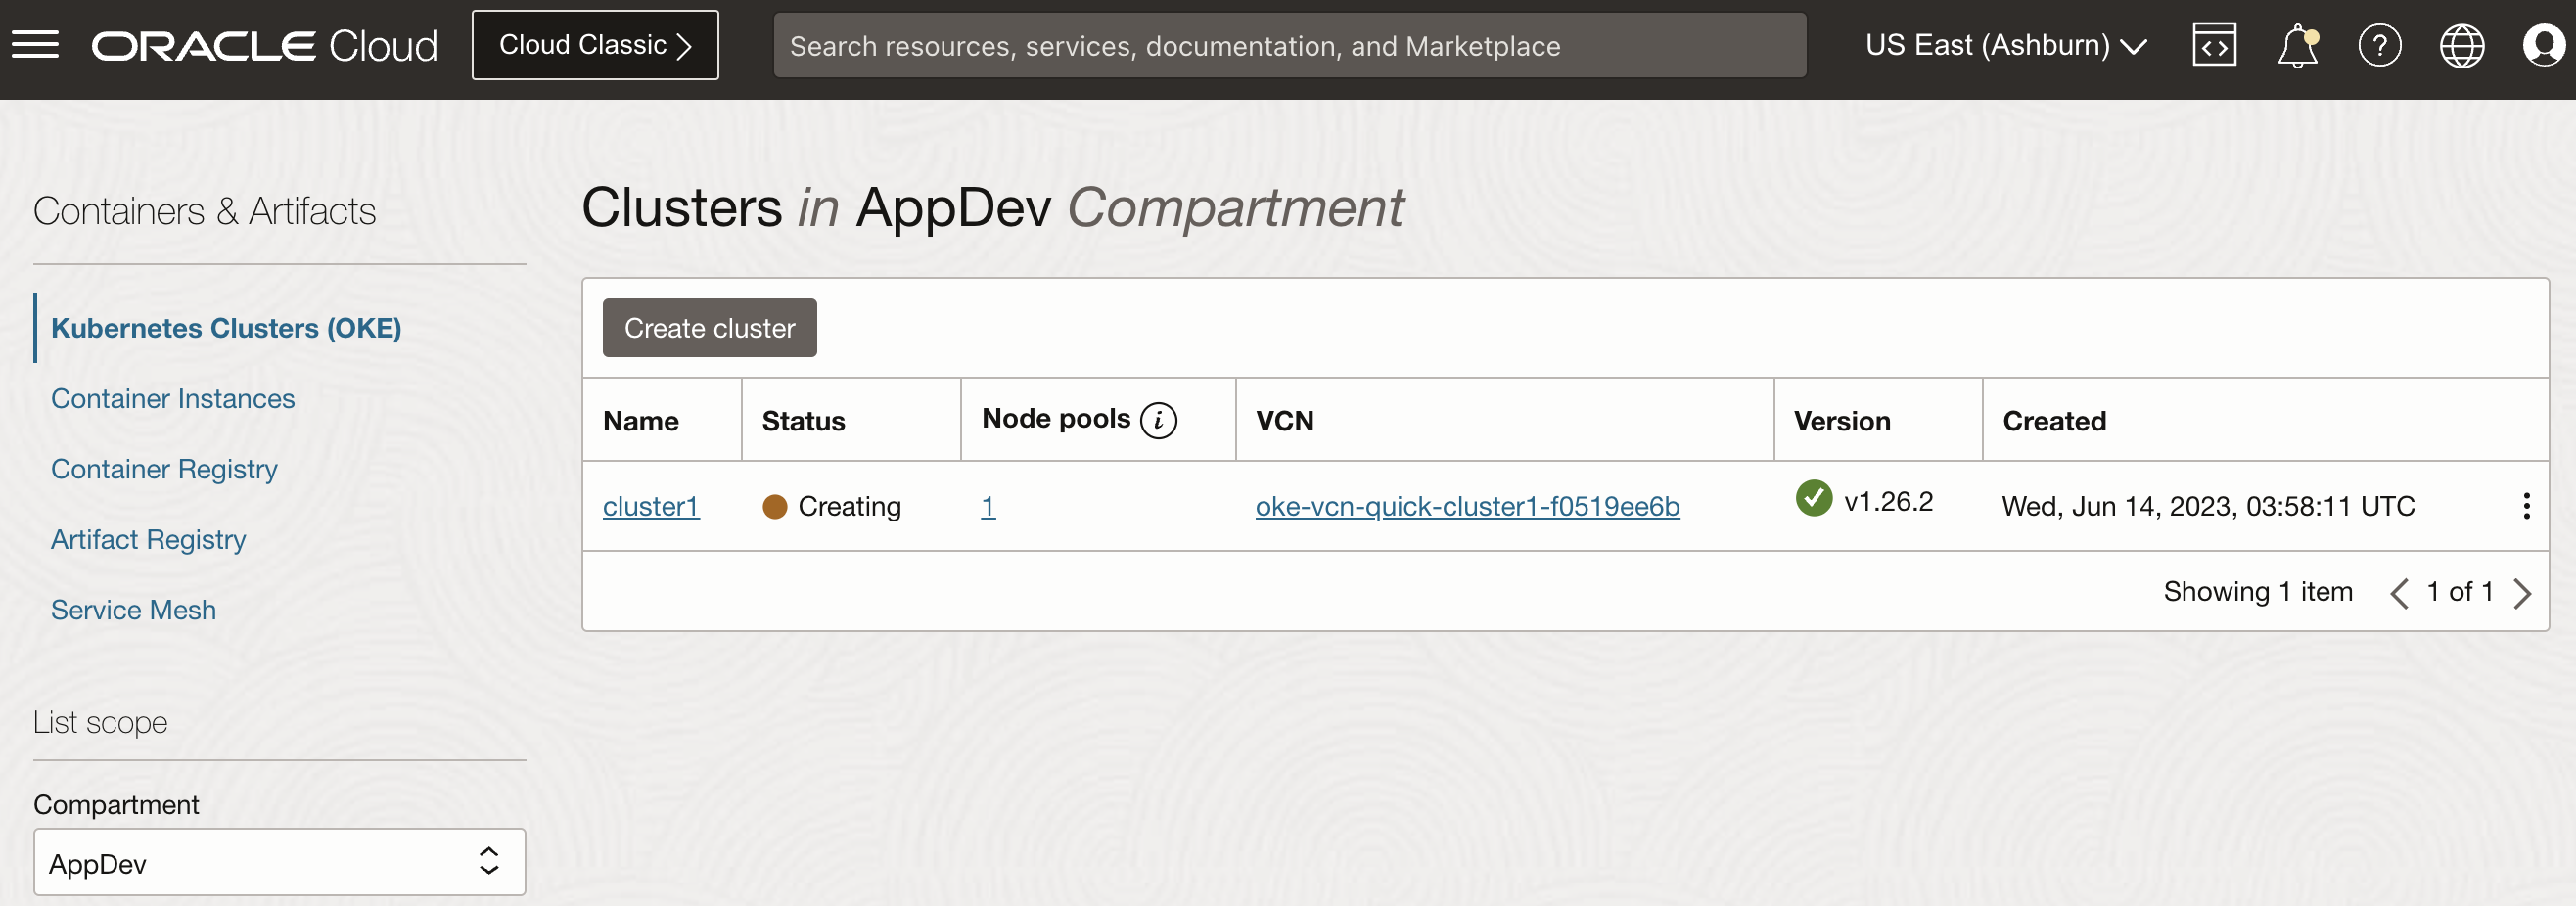 ORACLE Cloud
Cloud Classic
Search resources, services, documentation, and Marketplace
US East (Ashburn)
Containers & Artifacts
Kubernetes Clusters (OKE)
Container Instances
Container Registry
Artifact Registry
Service Mesh
List scope
Compartment
AppDev
Clusters in AppDev Compartment
Create cluster
Name Status Node pools i VCN Version Created
cluster1 Creating 1 oke-vcn-quick-cluster1-f0519ee6b v1.26.2 Wed, Jun 14, 2023, 03:58:11 UTC
Showing 1 item 1 of 1